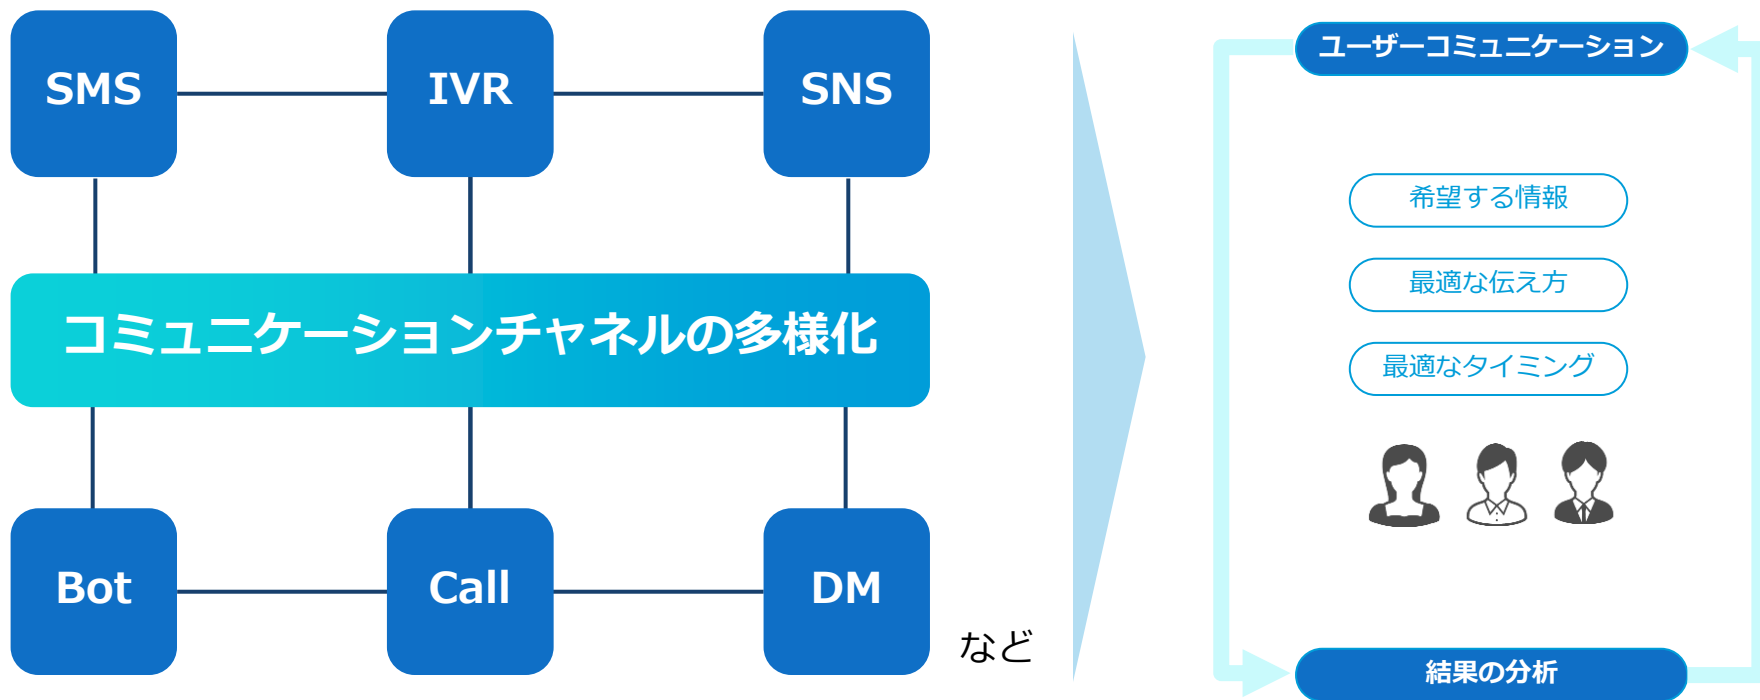 SMS
IVR
SNS
コミュニケーションチャネルの多様化
Bot
Call
DM
など
ユーザーコミュニケーション
希望する情報
最適な伝え方
最適なタイミング
結果の分析